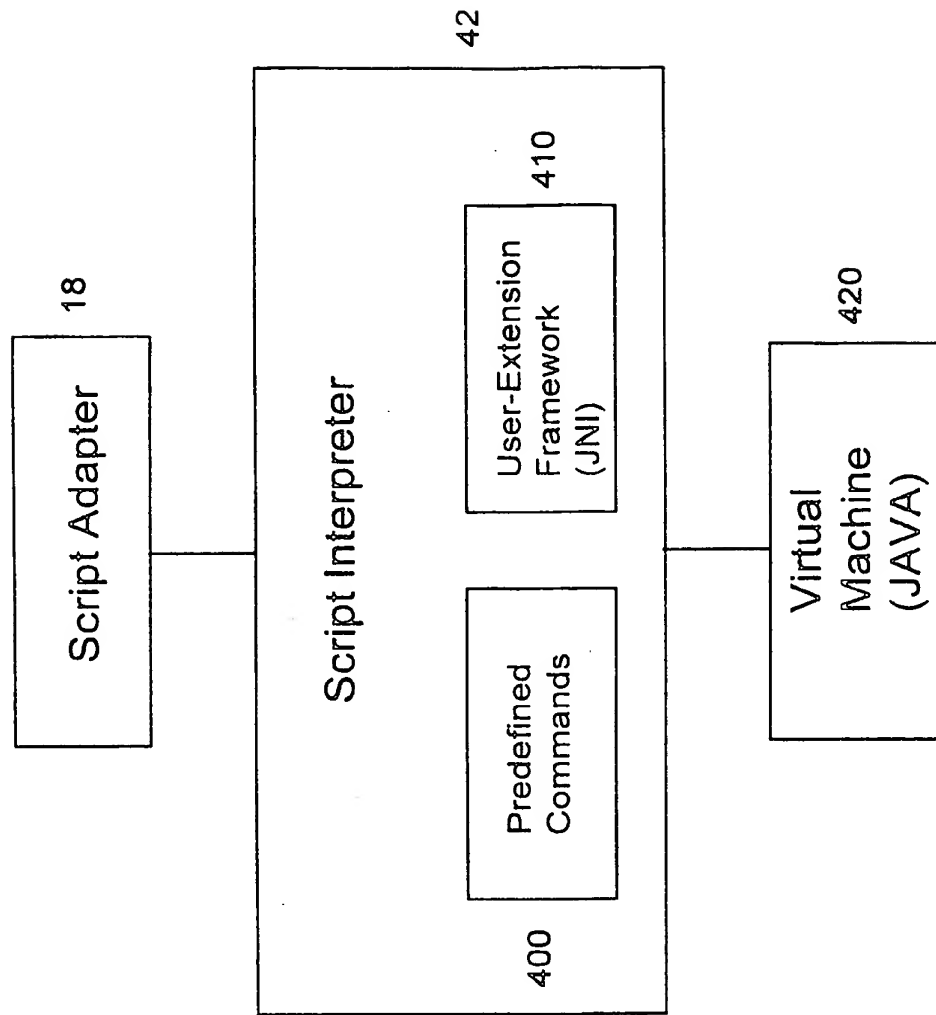 Script Adapter
18
42
Script Interpreter
Predefined
Commands
400
User-Extension
Framework
(JNI)
410
Virtual
Machine
(JAVA)
420